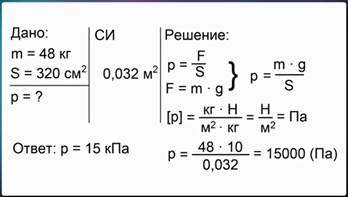 Дано:
m = 48 кг
S = 320 см²
p = ?
СИ
0,032 м²
Решение:
p = F/S
F = m · g
} p = m · g/S
[p] = кг · Н/м² · кг = Н/м² = Па
p = 48 · 10/0,032 = 15000 (Па)
Ответ: p = 15 кПа